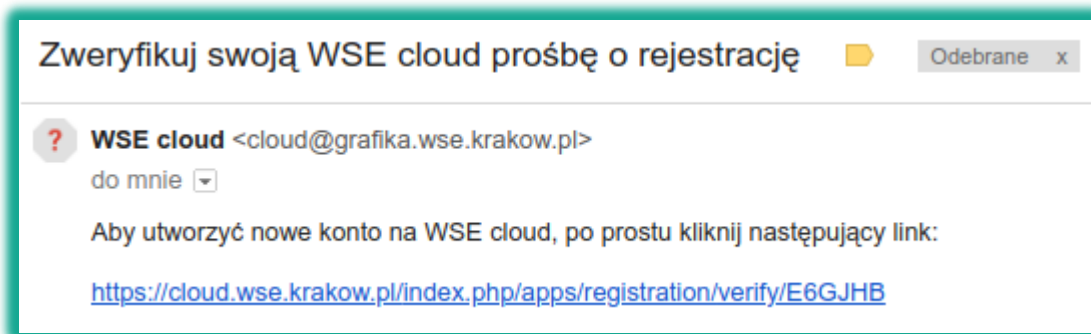 Zweryfikuj swoją WSE cloud prośbę o rejestrację Odebrane x
? WSE cloud <cloud@grafika.wse.krakow.pl>
do mnie
Aby utworzyć nowe konto na WSE cloud, po prostu kliknij następujący link:
https://cloud.wse.krakow.pl/index.php/apps/registration/verify/E6GJHB